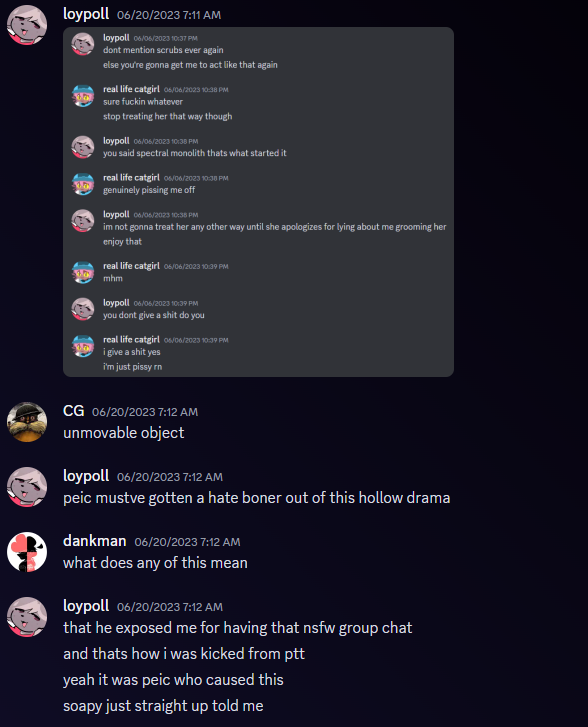 loypoll 06/20/2023 7:11 AM
loypoll 06/06/2023 10:37 PM
dont mention scrubs ever again
else you're gonna get me to act like that again
real life catgirl 06/06/2023 10:38 PM
sure fuckin whatever
stop treating her that way though
loypoll 06/06/2023 10:38 PM
you said spectral monolith thats what started it
real life catgirl 06/06/2023 10:38 PM
genuinely pissing me off
loypoll 06/06/2023 10:38 PM
im not gonna treat her any other way until she apologizes for lying about me grooming her
enjoy that
real life catgirl 06/06/2023 10:39 PM
mhm
loypoll 06/06/2023 10:39 PM
you dont give a shit do you
real life catgirl 06/06/2023 10:39 PM
i give a shit yes
i'm just pissy rn
CG 06/20/2023 7:12 AM
unmovable object
loypoll 06/20/2023 7:12 AM
peic mustve gotten a hate boner out of this hollow drama
dankman 06/20/2023 7:12 AM
what does any of this mean
loypoll 06/20/2023 7:12 AM
that he exposed me for having that nsfw group chat
and thats how i was kicked from ptt
yeah it was peic who caused this
soapy just straight up told me